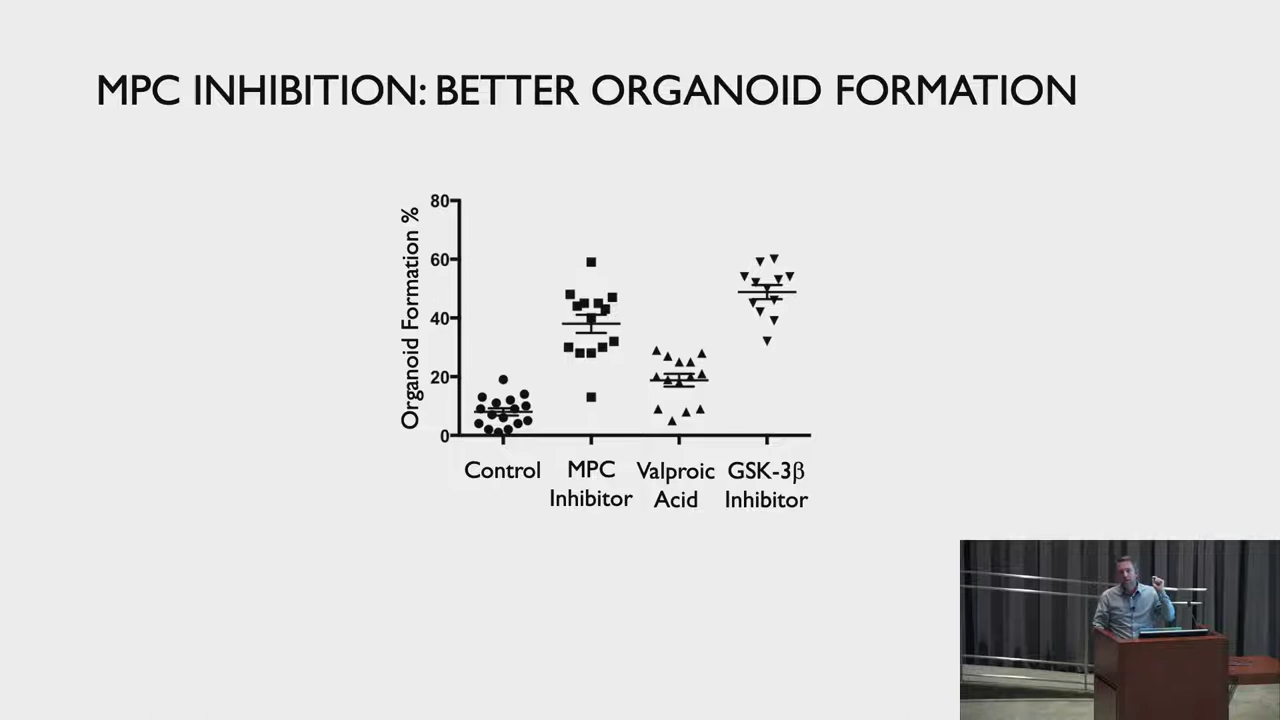 MPC INHIBITION: BETTER ORGANOID FORMATION
Organoid Formation %
80
60
40
20
0
Control
MPC
Inhibitor
Valproic
Acid
GSK-3β
Inhibitor